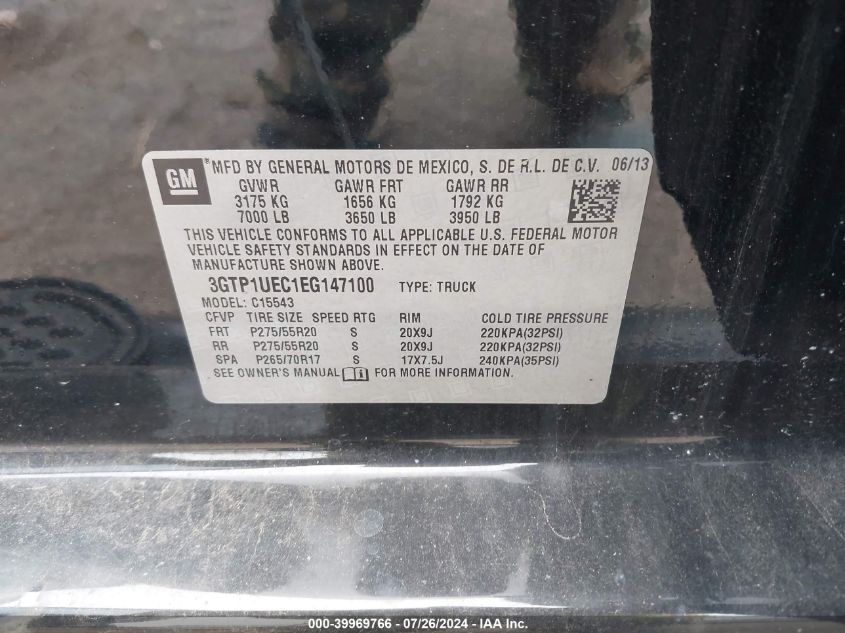 GM ® MFD BY GENERAL MOTORS DE MEXICO, S. DE R.L. DE C.V. 06/13
GVWR GAWR FRT GAWR RR
3175 KG 1656 KG 1792 KG
7000 LB 3650 LB 3950 LB
THIS VEHICLE CONFORMS TO ALL APPLICABLE U.S. FEDERAL MOTOR
VEHICLE SAFETY STANDARDS IN EFFECT ON THE DATE OF
MANUFACTURE SHOWN ABOVE.
3GTP1UEC1EG147100 TYPE: TRUCK
MODEL: C15543
CFVP TIRE SIZE SPEED RTG RIM COLD TIRE PRESSURE
FRT P275/55R20 S 20X9J 220KPA(32PSI)
RR P275/55R20 S 20X9J 220KPA(32PSI)
SPA P265/70R17 S 17X7.5J 240KPA(35PSI)
SEE OWNER'S MANUAL FOR MORE INFORMATION.
000-39969766 - 07/26/2024 - IAA Inc.